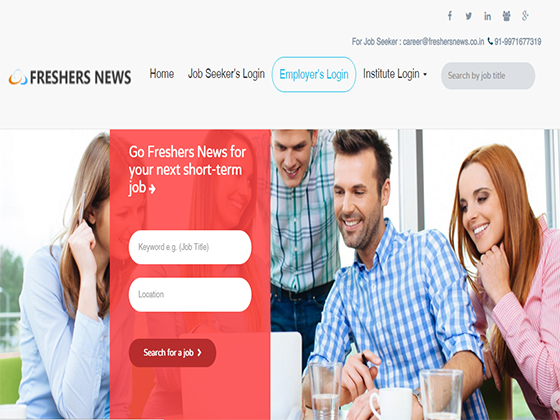 For Job Seeker : career@freshersnews.co.in 91-9971677319
FRESHERS NEWS
Home Job Seeker's Login Employer's Login Institute Login
Search by job title
Go Freshers News for
your next short-term
job
Keyword e.g. (Job Title)
Location
Search for a job